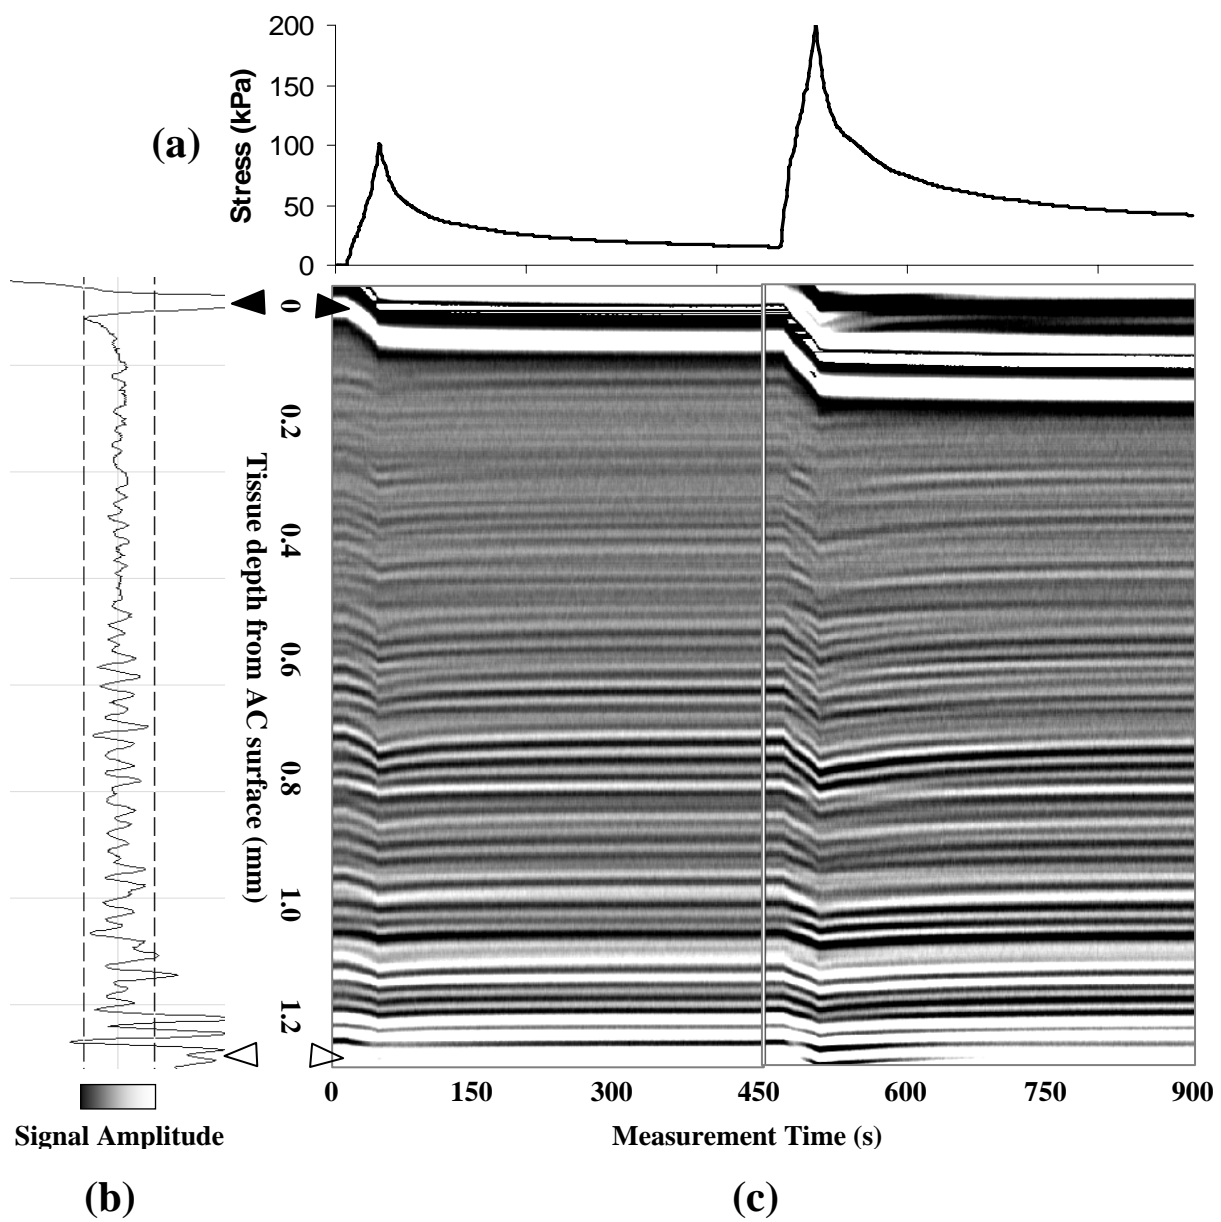 (a)
Stress (kPa)
200
150
100
50
0
Tissue depth from AC surface (mm)
0
0.2
0.4
0.6
0.8
1.0
1.2
0 150 300 450 600 750 900
Signal Amplitude
Measurement Time (s)
(b)
(c)